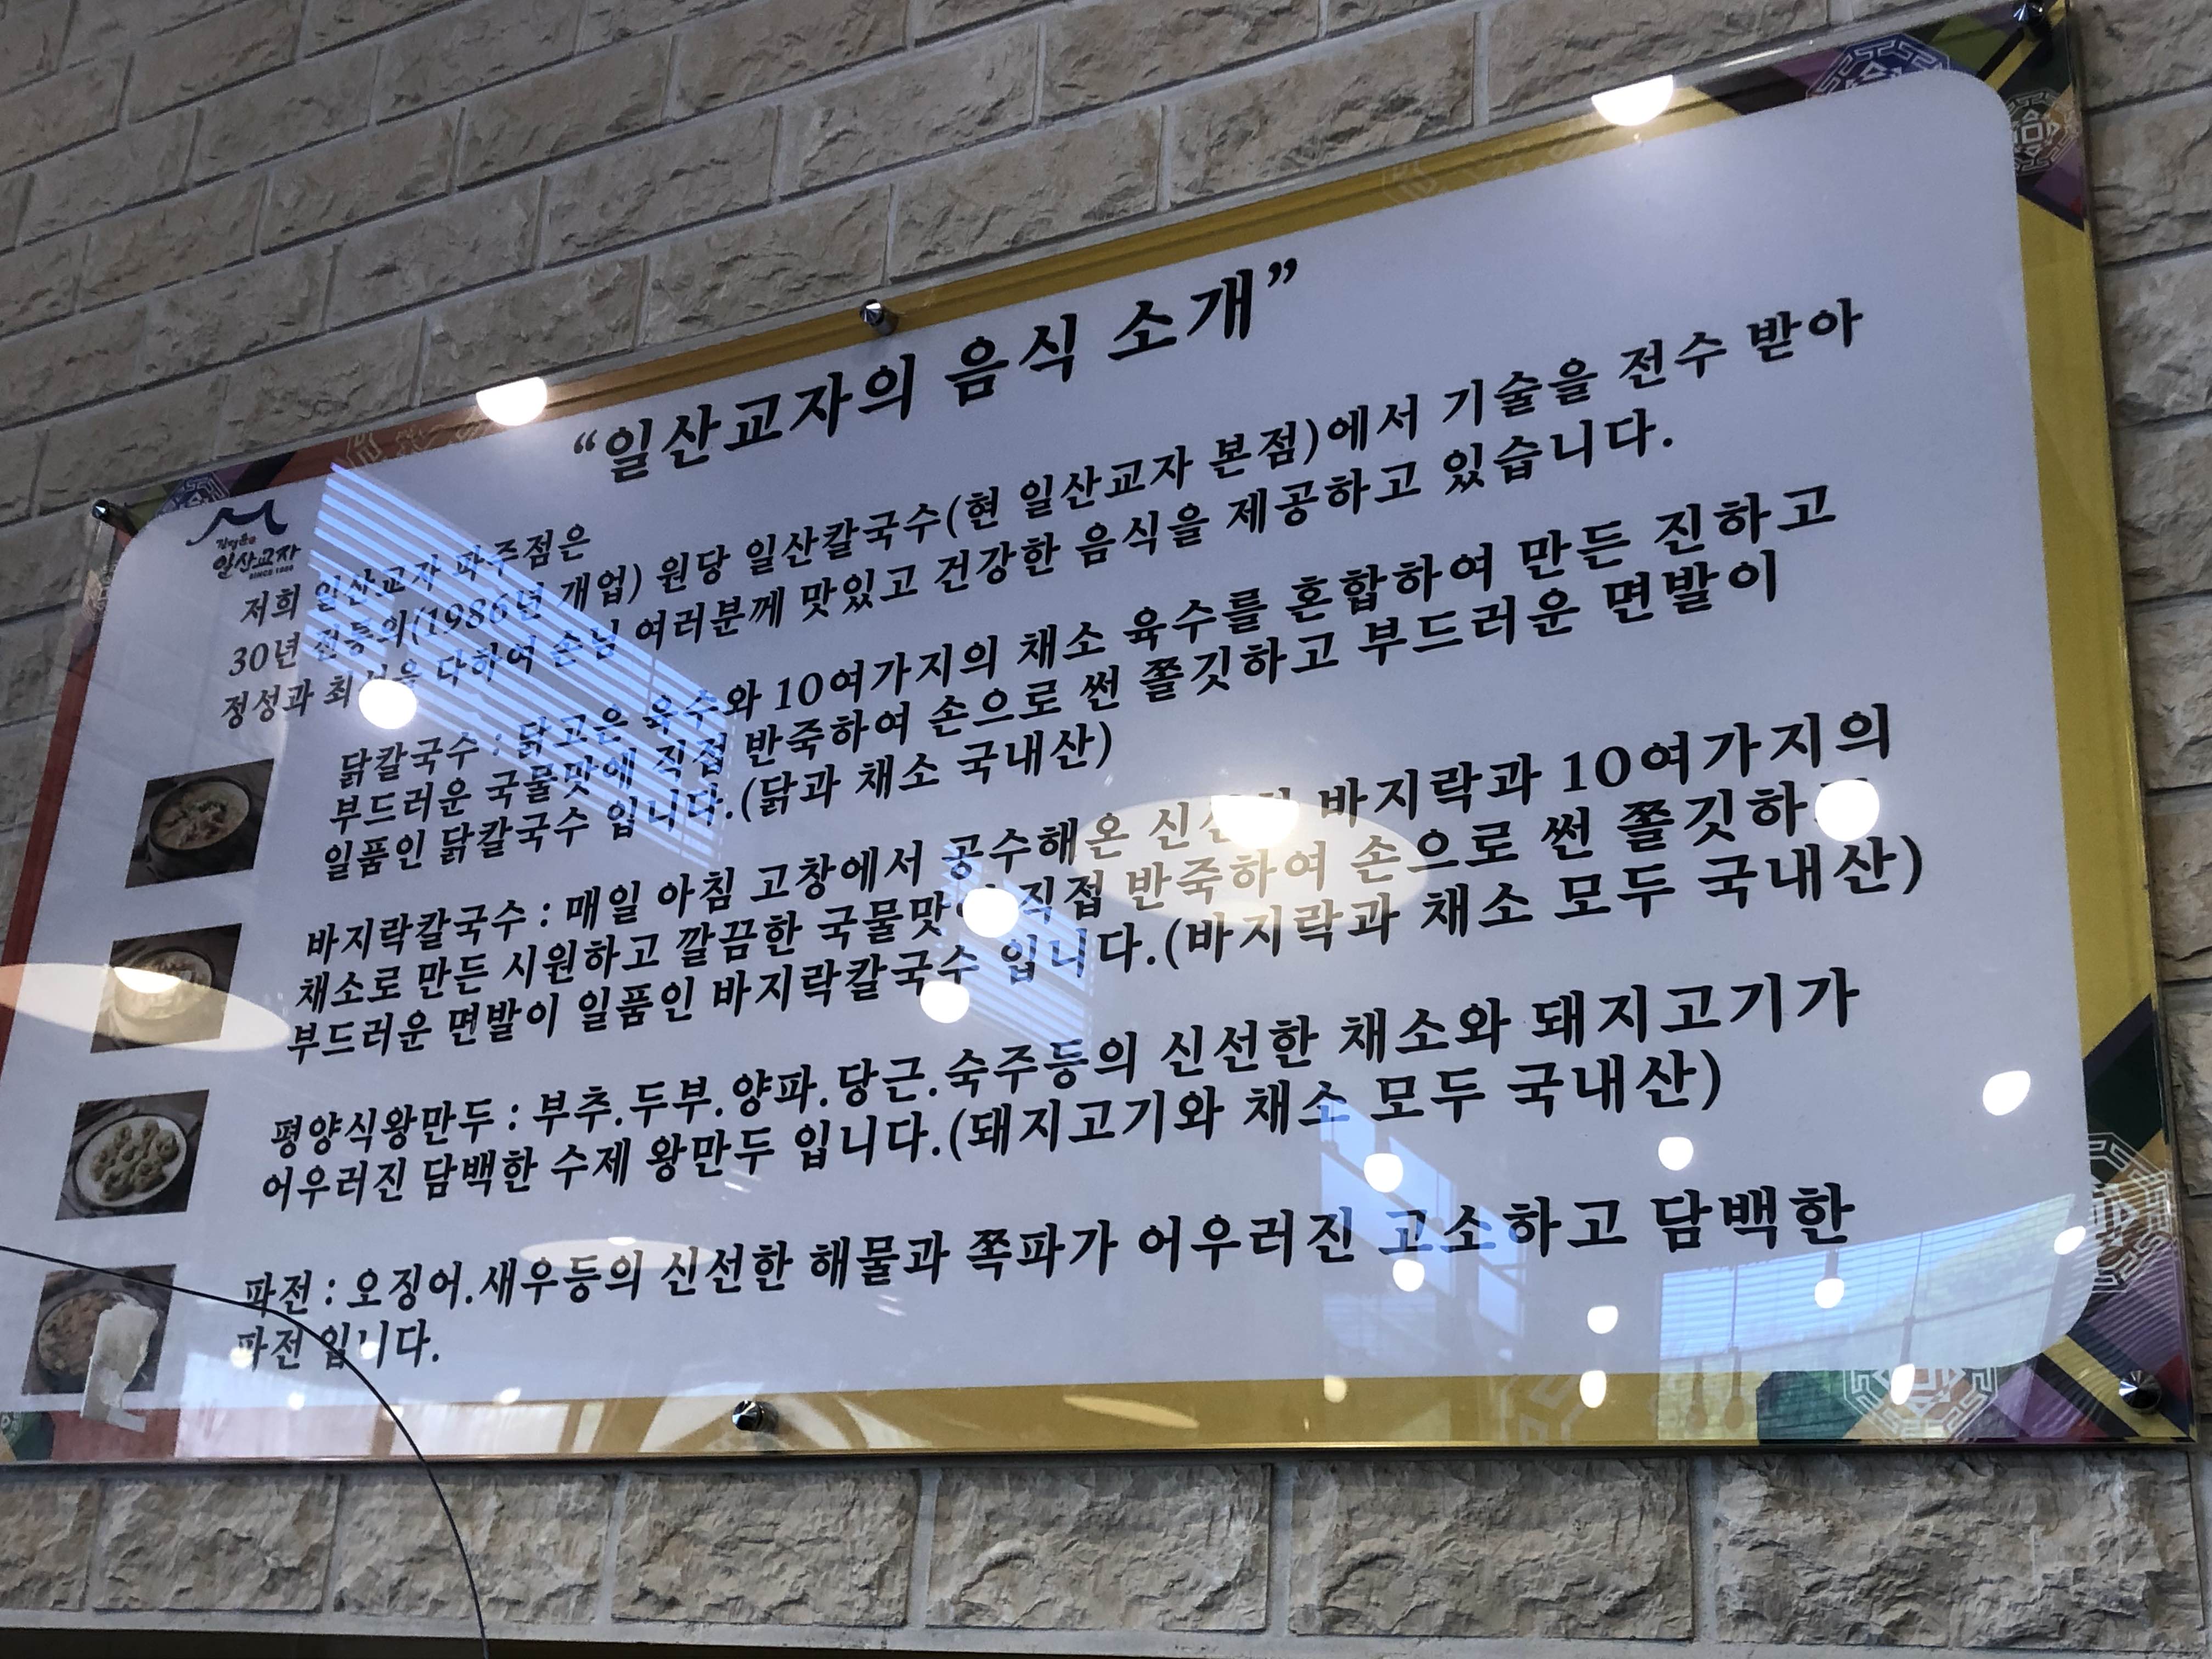 “일산교자의 음식 소개”
일산교자
SINCE 1986
저희 일산교자 파주점은
30년 전통의(1986년 개업) 원당 일산칼국수(현 일산교자 본점)에서 기술을 전수 받아
정성과 최선을 다하여 손님 여러분께 맛있고 건강한 음식을 제공하고 있습니다.
닭칼국수 : 닭고은 육수와 10여가지의 채소 육수를 혼합하여 만든 진하고
부드러운 국물맛에 직접 반죽하여 손으로 썬 쫄깃하고 부드러운 면발이
일품인 닭칼국수 입니다.(닭과 채소 국내산)
바지락칼국수 : 매일 아침 고창에서 공수해온 신선한 바지락과 10여가지의
채소로 만든 시원하고 깔끔한 국물맛에 직접 반죽하여 손으로 썬 쫄깃하고
부드러운 면발이 일품인 바지락칼국수 입니다.(바지락과 채소 모두 국내산)
평양식왕만두 : 부추.두부.양파.당근.숙주등의 신선한 채소와 돼지고기가
어우러진 담백한 수제 왕만두 입니다.(돼지고기와 채소 모두 국내산)
파전 : 오징어.새우등의 신선한 해물과 쪽파가 어우러진 고소하고 담백한
파전 입니다.